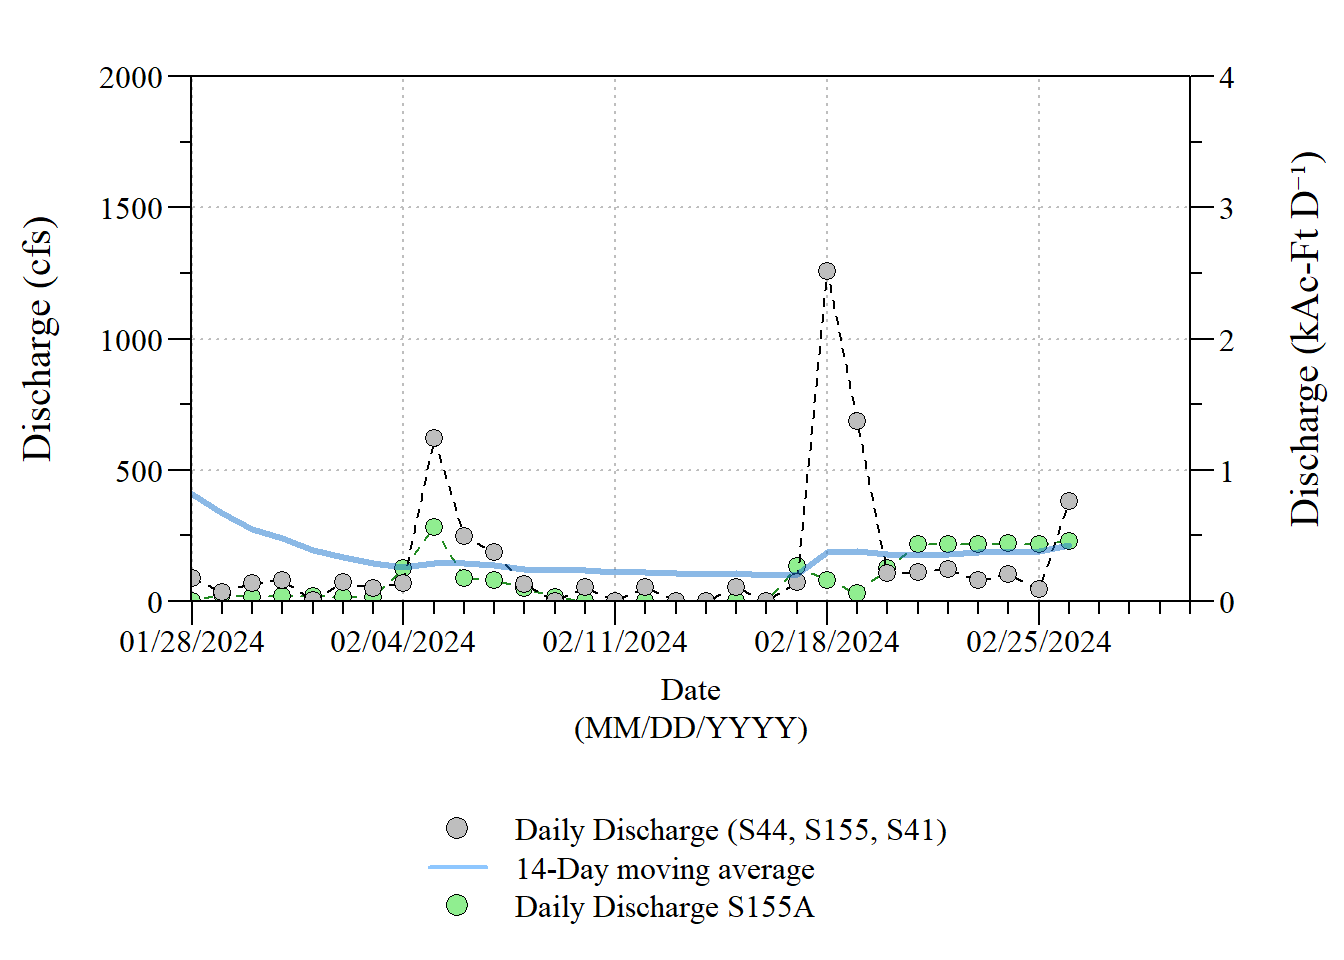 2000
1500
1000
500
0
Discharge (cfs)
4
3
2
1
0
Discharge (kAc-Ft D⁻¹)
01/28/2024 02/04/2024 02/11/2024 02/18/2024 02/25/2024
Date
(MM/DD/YYYY)
Daily Discharge (S44, S155, S41)
14-Day moving average
Daily Discharge S155A